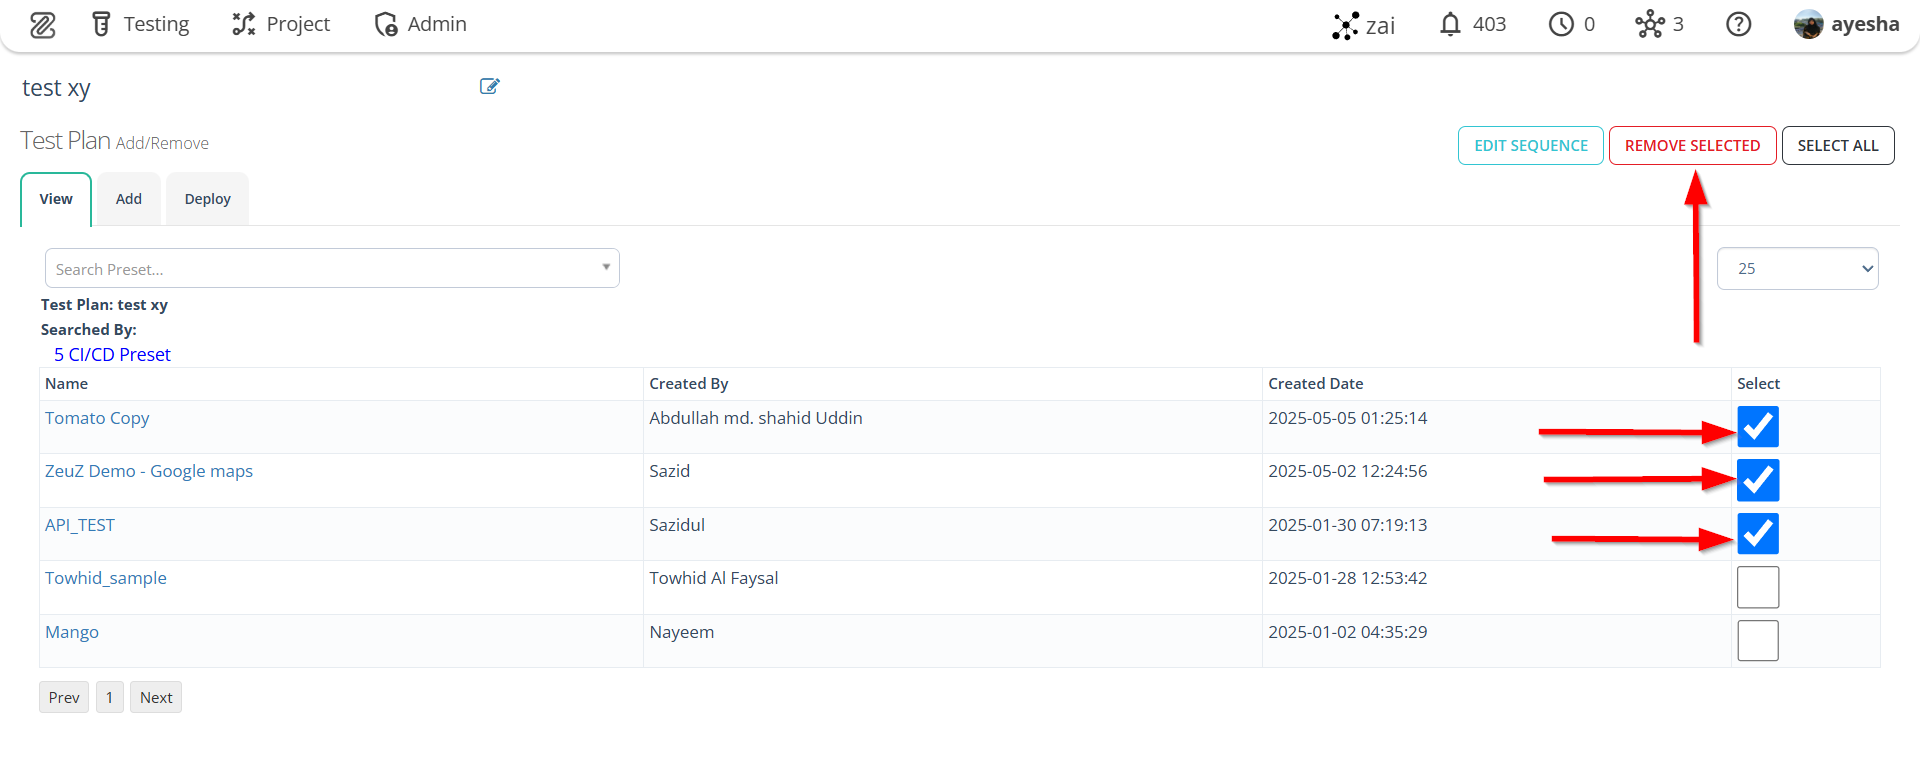 Testing Project Admin zai 403 0 3 ayesha
test xy
Test Plan Add/Remove
EDIT SEQUENCE REMOVE SELECTED SELECT ALL
View Add Deploy
Search Preset... 25
Test Plan: test xy
Searched By:
5 CI/CD Preset
Name Created By Created Date Select
Tomato Copy Abdullah md. shahid Uddin 2025-05-05 01:25:14
ZeuZ Demo - Google maps Sazid 2025-05-02 12:24:56
API_TEST Sazidul 2025-01-30 07:19:13
Towhid_sample Towhid Al Faysal 2025-01-28 12:53:42
Mango Nayeem 2025-01-02 04:35:29
Prev 1 Next